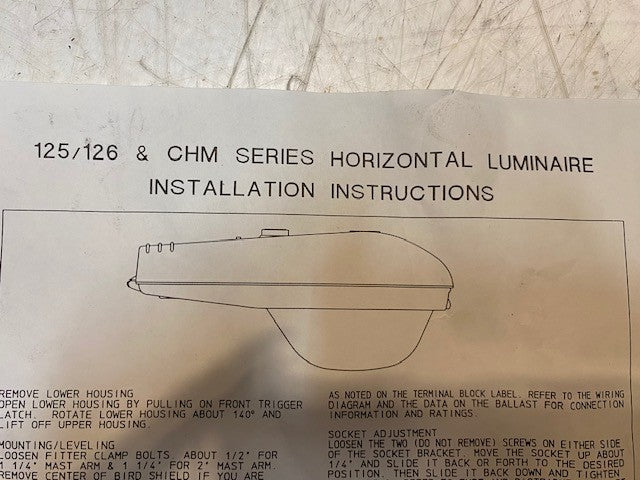 125/126 & CHM SERIES HORIZONTAL LUMINAIRE
INSTALLATION INSTRUCTIONS
REMOVE LOWER HOUSING
OPEN LOWER HOUSING BY PULLING ON FRONT TRIGGER
LATCH. ROTATE LOWER HOUSING ABOUT 140° AND
LIFT OFF UPPER HOUSING.
MOUNTING/LEVELING
LOOSEN FITTER CLAMP BOLTS, ABOUT 1/2" FOR
1 1/4" MAST ARM & 1 1/4" FOR 2" MAST ARM.
REMOVE CENTER OF BIRD SHIELD IF YOU ARE
AS NOTED ON THE TERMINAL BLOCK LABEL. REFER TO THE WIRING
DIAGRAM AND THE DATA ON THE BALLAST FOR CONNECTION
INFORMATION AND RATINGS.
SOCKET ADJUSTMENT
LOOSEN THE TWO (DO NOT REMOVE) SCREWS ON EITHER SIDE
OF THE SOCKET BRACKET. MOVE THE SOCKET UP ABOUT
1/4" AND SLIDE IT BACK OR FORTH TO THE DESIRED
POSITION. THEN SLIDE IT BACK DOWN AND TIGHTEN